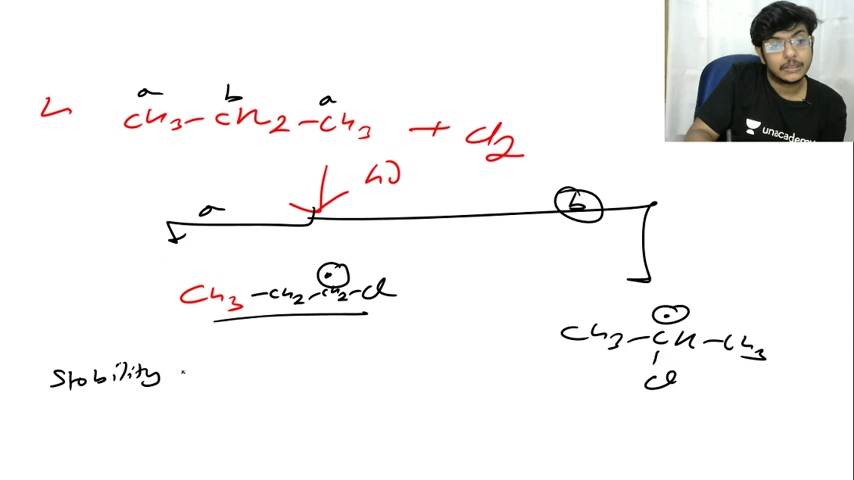 a b a
CH3-CH2-CH3 + Cl2
hν
a b
CH3-CH2-CH2-Cl
CH3-CH-CH3
Cl
Stability
unacademy